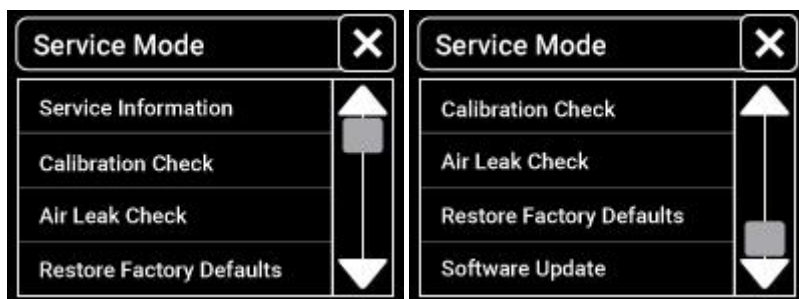 Service Mode
Service Information
Calibration Check
Air Leak Check
Restore Factory Defaults
Service Mode
Calibration Check
Air Leak Check
Restore Factory Defaults
Software Update